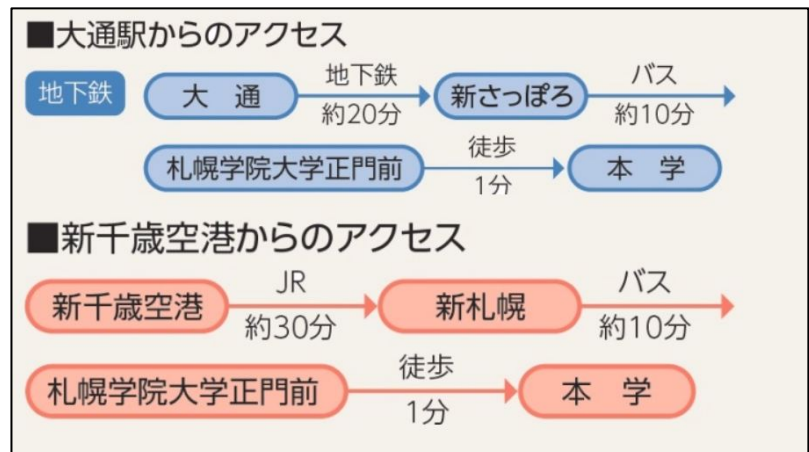 ■大通駅からのアクセス
地下鉄 大 通 地下鉄 約20分 新さっぽろ バス 約10分
札幌学院大学正門前 徒歩 1分 本 学
■新千歳空港からのアクセス
新千歳空港 JR 約30分 新札幌 バス 約10分
札幌学院大学正門前 徒歩 1分 本 学